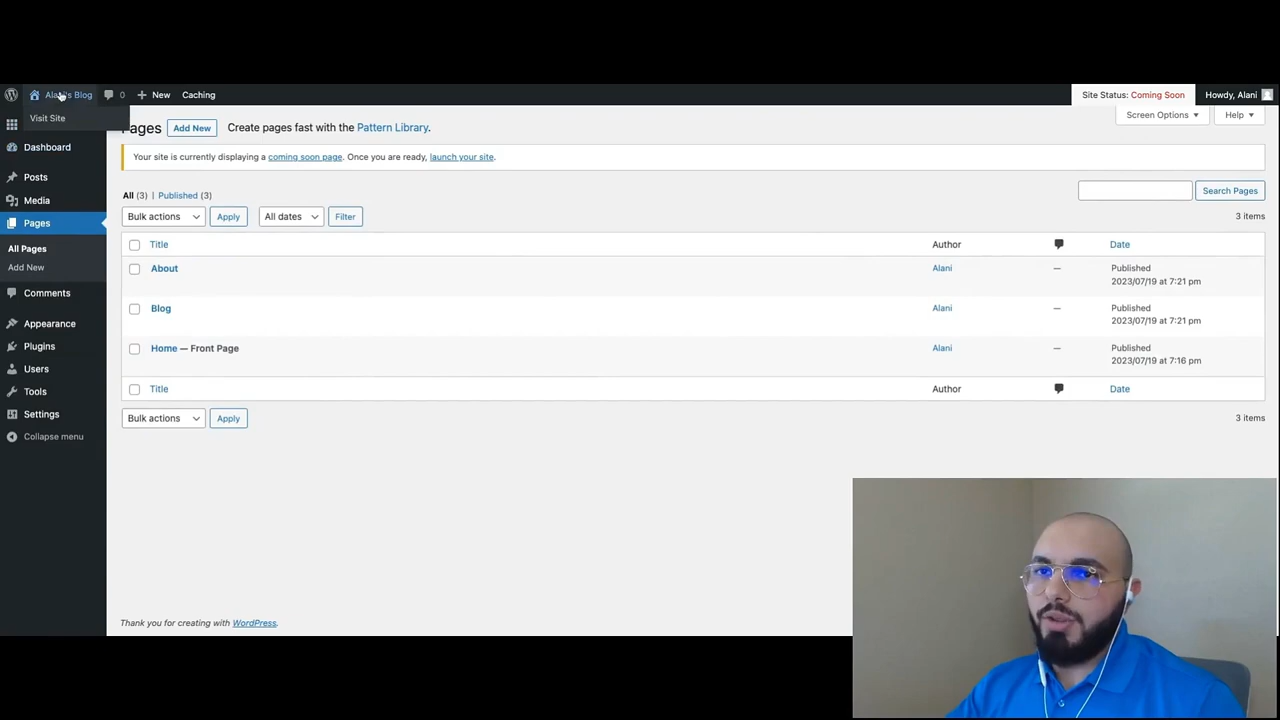 Alani's Blog 0 New Caching Site Status: Coming Soon Howdy, Alani
Visit Site
Pages Add New Create pages fast with the Pattern Library. Screen Options Help
Dashboard
Your site is currently displaying a coming soon page. Once you are ready, launch your site.
Posts
Media
Pages
All Pages
Add New
Comments
Appearance
Plugins
Users
Tools
Settings
Collapse menu
All (3) | Published (3)
Search Pages
Bulk actions Apply All dates Filter 3 items
Title Author Date
About Alani — Published
2023/07/19 at 7:21 pm
Blog Alani — Published
2023/07/19 at 7:21 pm
Home — Front Page Alani — Published
2023/07/19 at 7:16 pm
Title Author Date
Bulk actions Apply 3 items
Thank you for creating with WordPress.